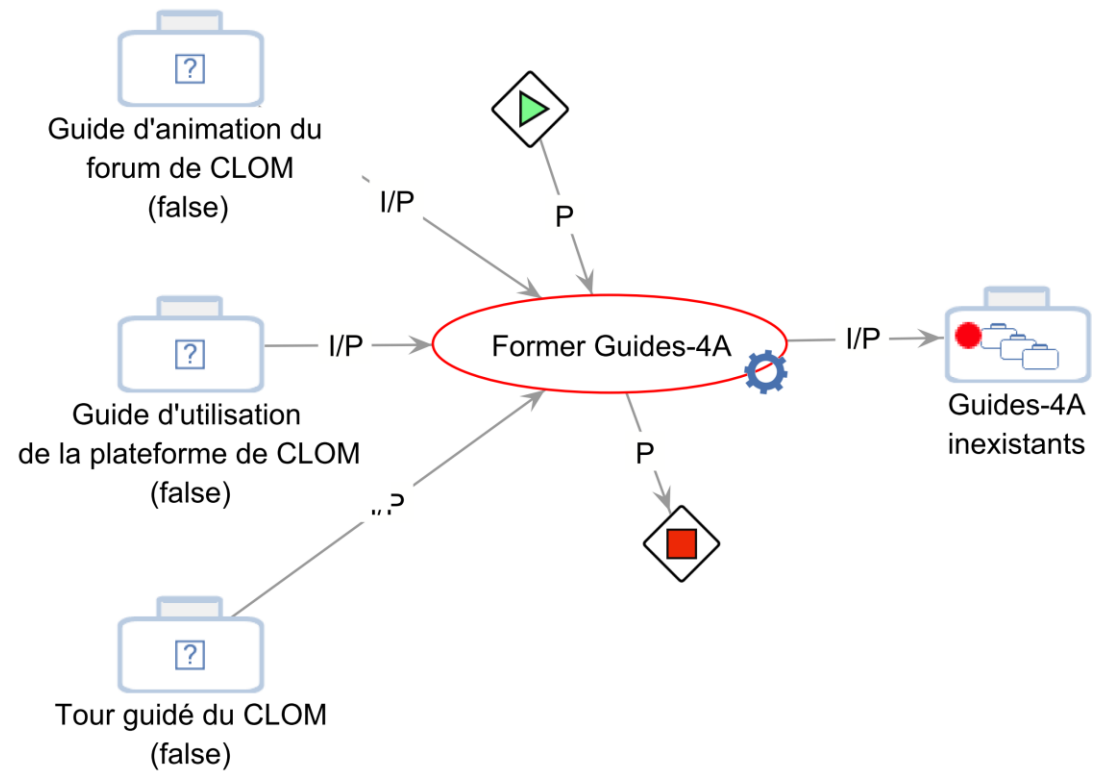 ?
Guide d'animation du
forum de CLOM
(false)
I/P
P
?
Guide d'utilisation
de la plateforme de CLOM
(false)
I/P
Former Guides-4A
I/P
Guides-4A
inexistants
P
I/P
?
Tour guidé du CLOM
(false)